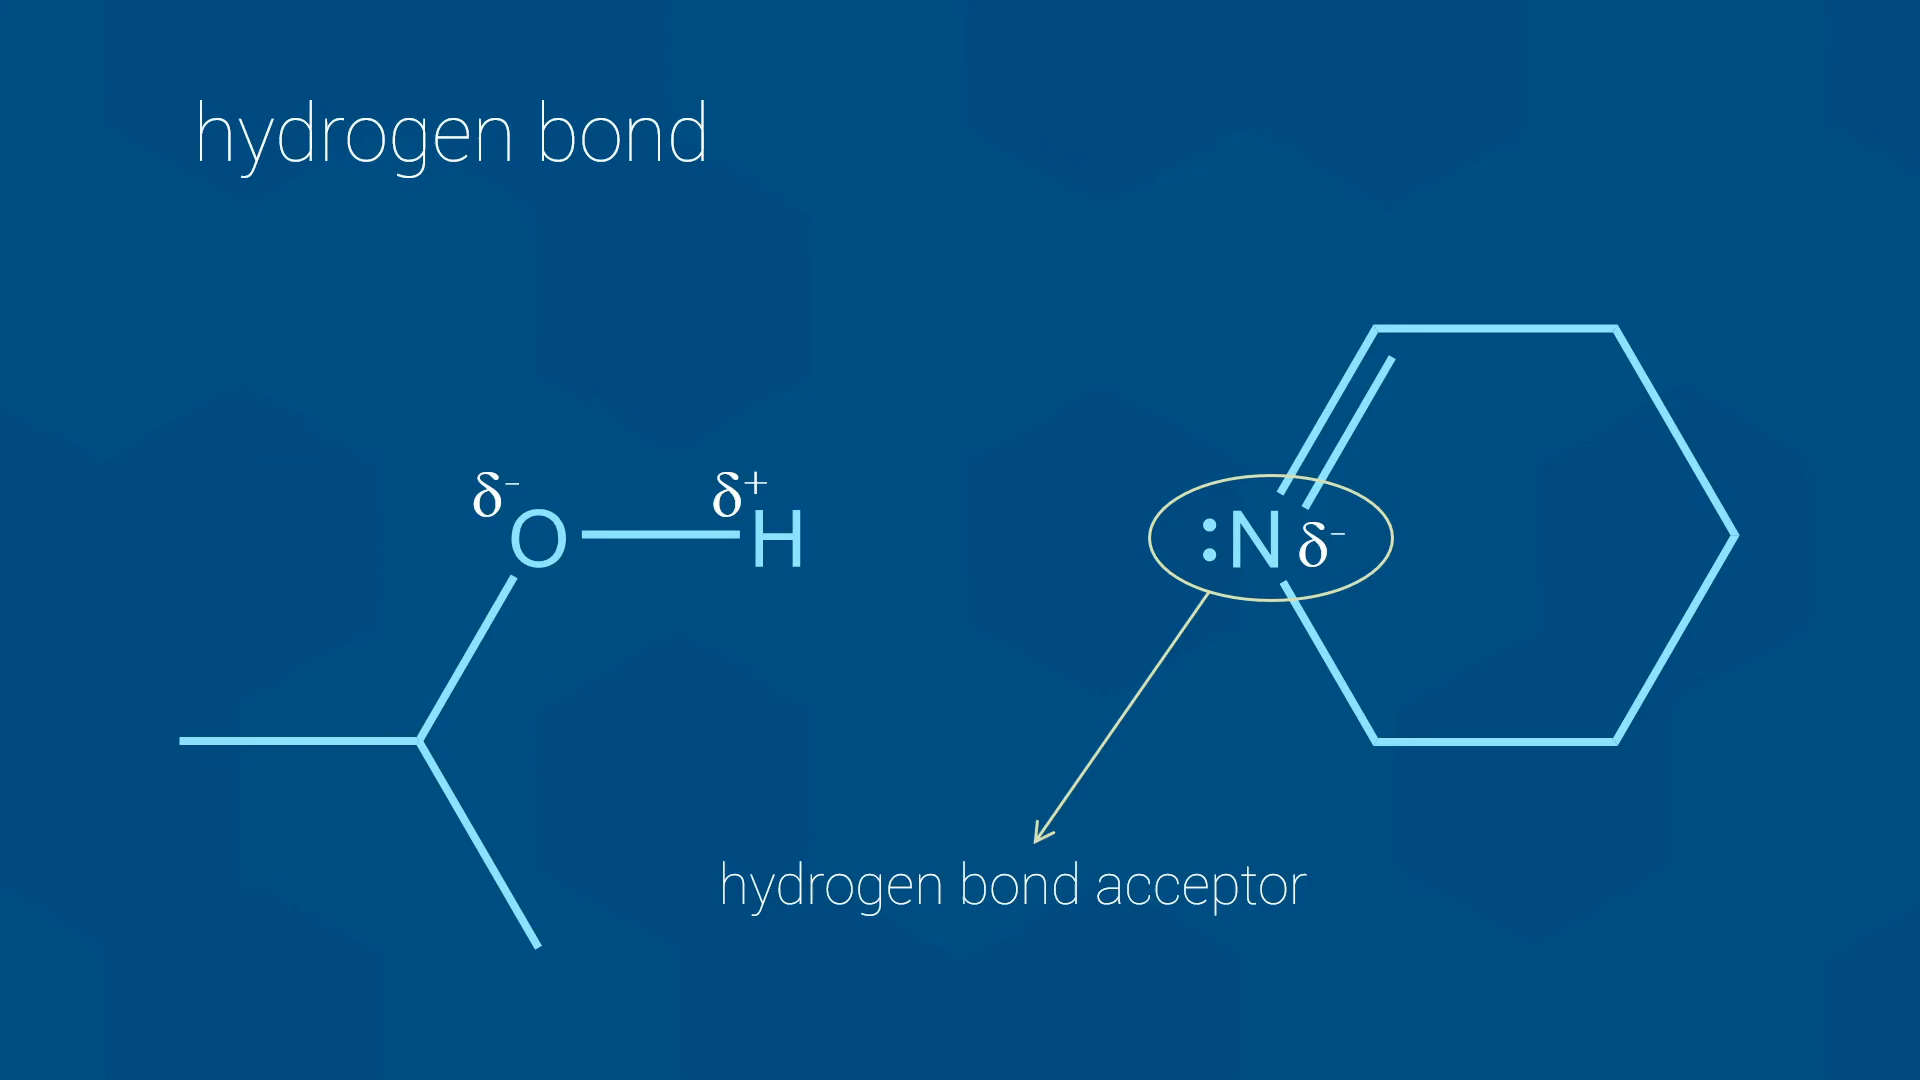 hydrogen bond
δ⁻ δ⁺
O H
:N δ⁻
hydrogen bond acceptor